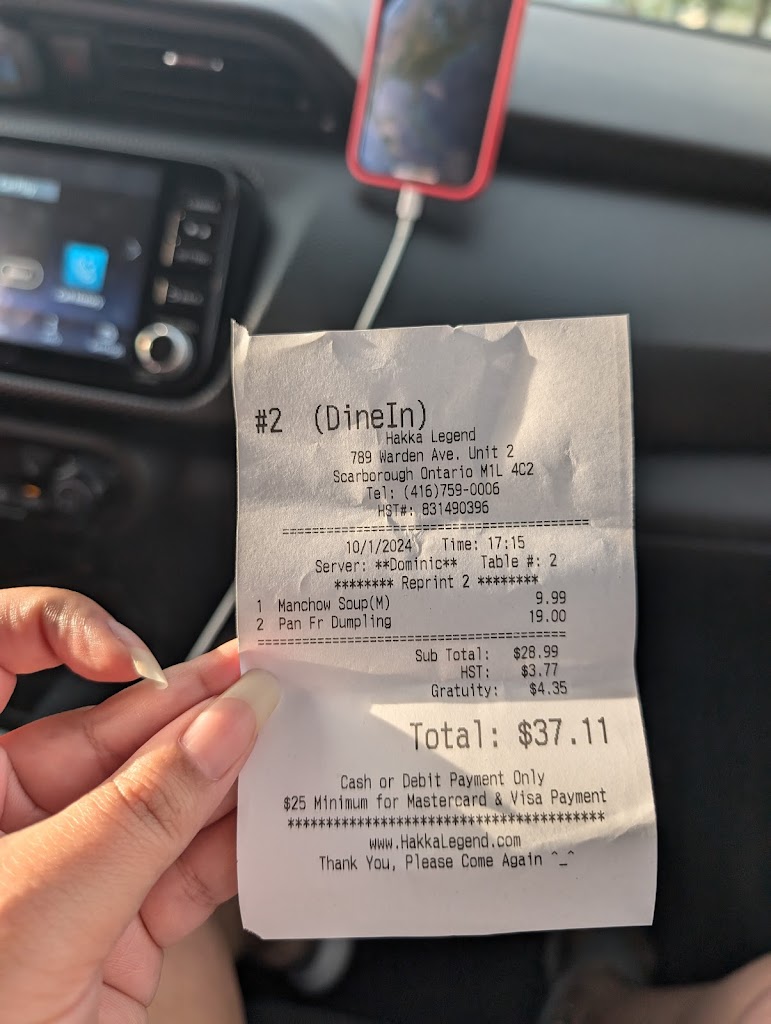 #2 (DineIn)
Hakka Legend
789 Warden Ave. Unit 2
Scarborough Ontario M1L 4C2
Tel: (416)759-0006
HST#: 831490396
==================================================
10/1/2024 Time: 17:15
Server: **Dominic** Table #: 2
******** Reprint 2 ********
1 Manchow Soup(M) 9.99
2 Pan Fr Dumpling 19.00
==================================================
Sub Total: $28.99
HST: $3.77
Gratuity: $4.35
Total: $37.11
Cash or Debit Payment Only
$25 Minimum for Mastercard & Visa Payment
****************************************
www.HakkaLegend.com
Thank You, Please Come Again ^_^